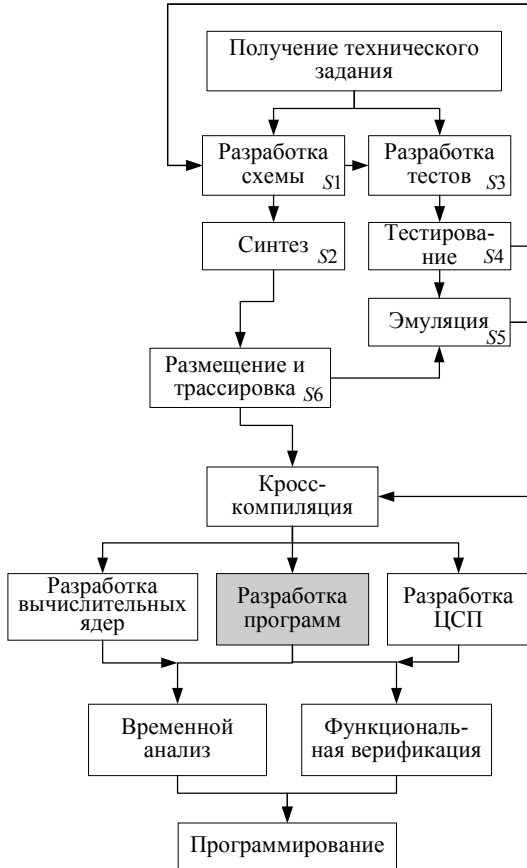 Получение технического
задания
Разработка
схемы S1
Разработка
тестов S3
Синтез S2
Тестирова-
ние S4
Эмуляция
S5
Размещение и
трассировка S6
Кросс-
компиляция
Разработка
вычислительных
ядер
Разработка
программ
Разработка
ЦСП
Временной
анализ
Функциональ-
ная верификация
Программирование